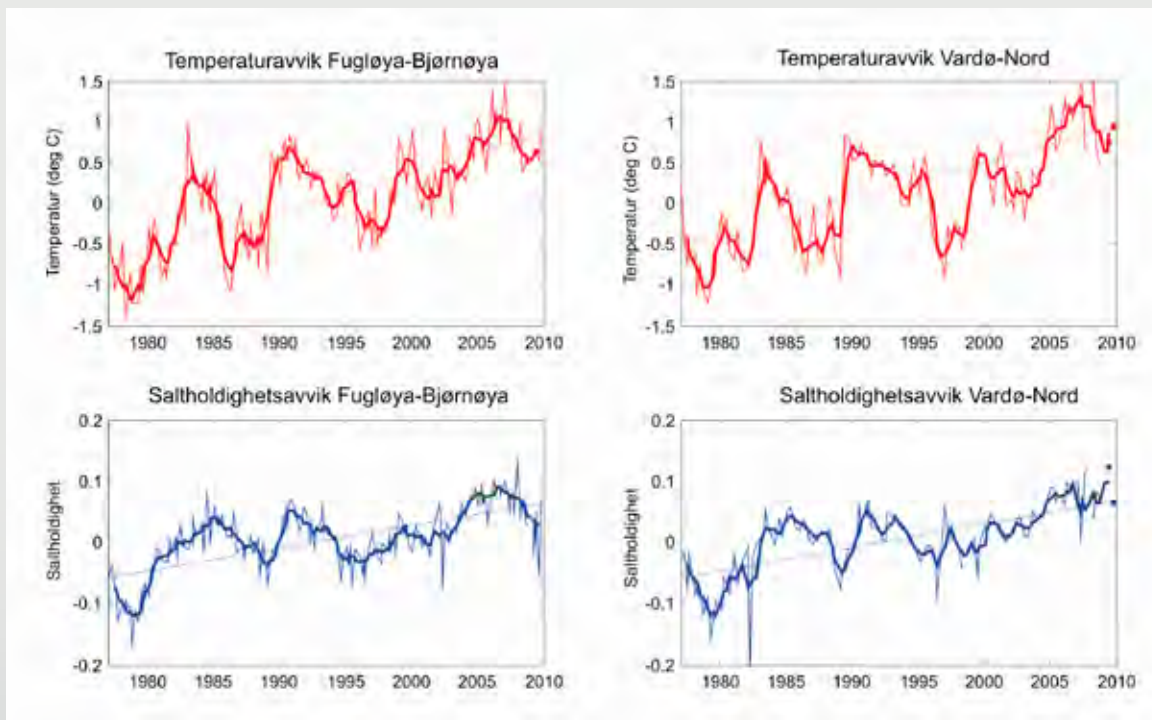 Temperaturavvik Fugløya-Bjørnøya
Temperatur (deg C)
1.5
1
0.5
0
-0.5
-1
-1.5
1980 1985 1990 1995 2000 2005 2010
Temperaturavvik Vardø-Nord
Temperatur (deg C)
1.5
1
0.5
0
-0.5
-1
-1.5
1980 1985 1990 1995 2000 2005 2010
Saltholdighetsavvik Fugløya-Bjørnøya
Saltholdighet
0.2
0.1
0
-0.1
-0.2
1980 1985 1990 1995 2000 2005 2010
Saltholdighetsavvik Vardø-Nord
Saltholdighet
0.2
0.1
0
-0.1
-0.2
1980 1985 1990 1995 2000 2005 2010